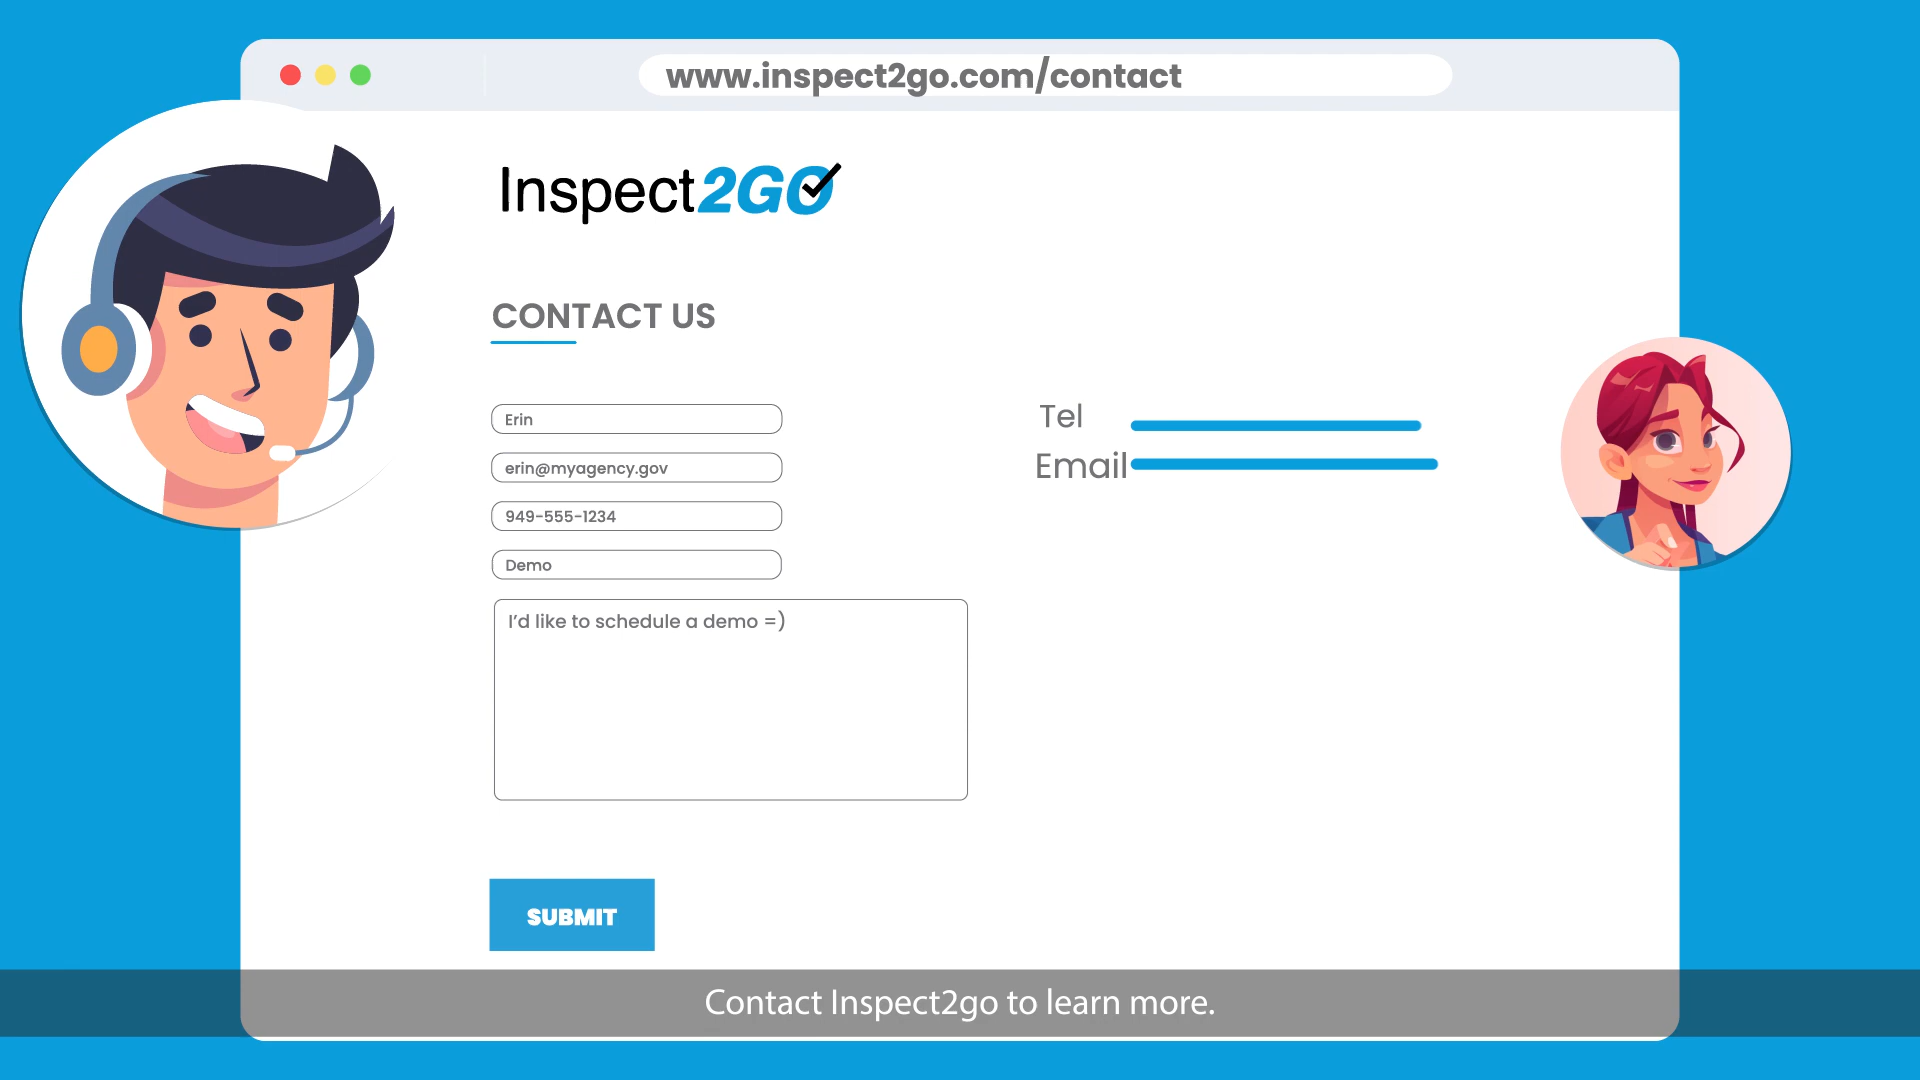 www.inspect2go.com/contact
Inspect2GO
CONTACT US
Erin
erin@myagency.gov
949-555-1234
Demo
I'd like to schedule a demo =)
Tel
Email
SUBMIT
Contact Inspect2go to learn more.